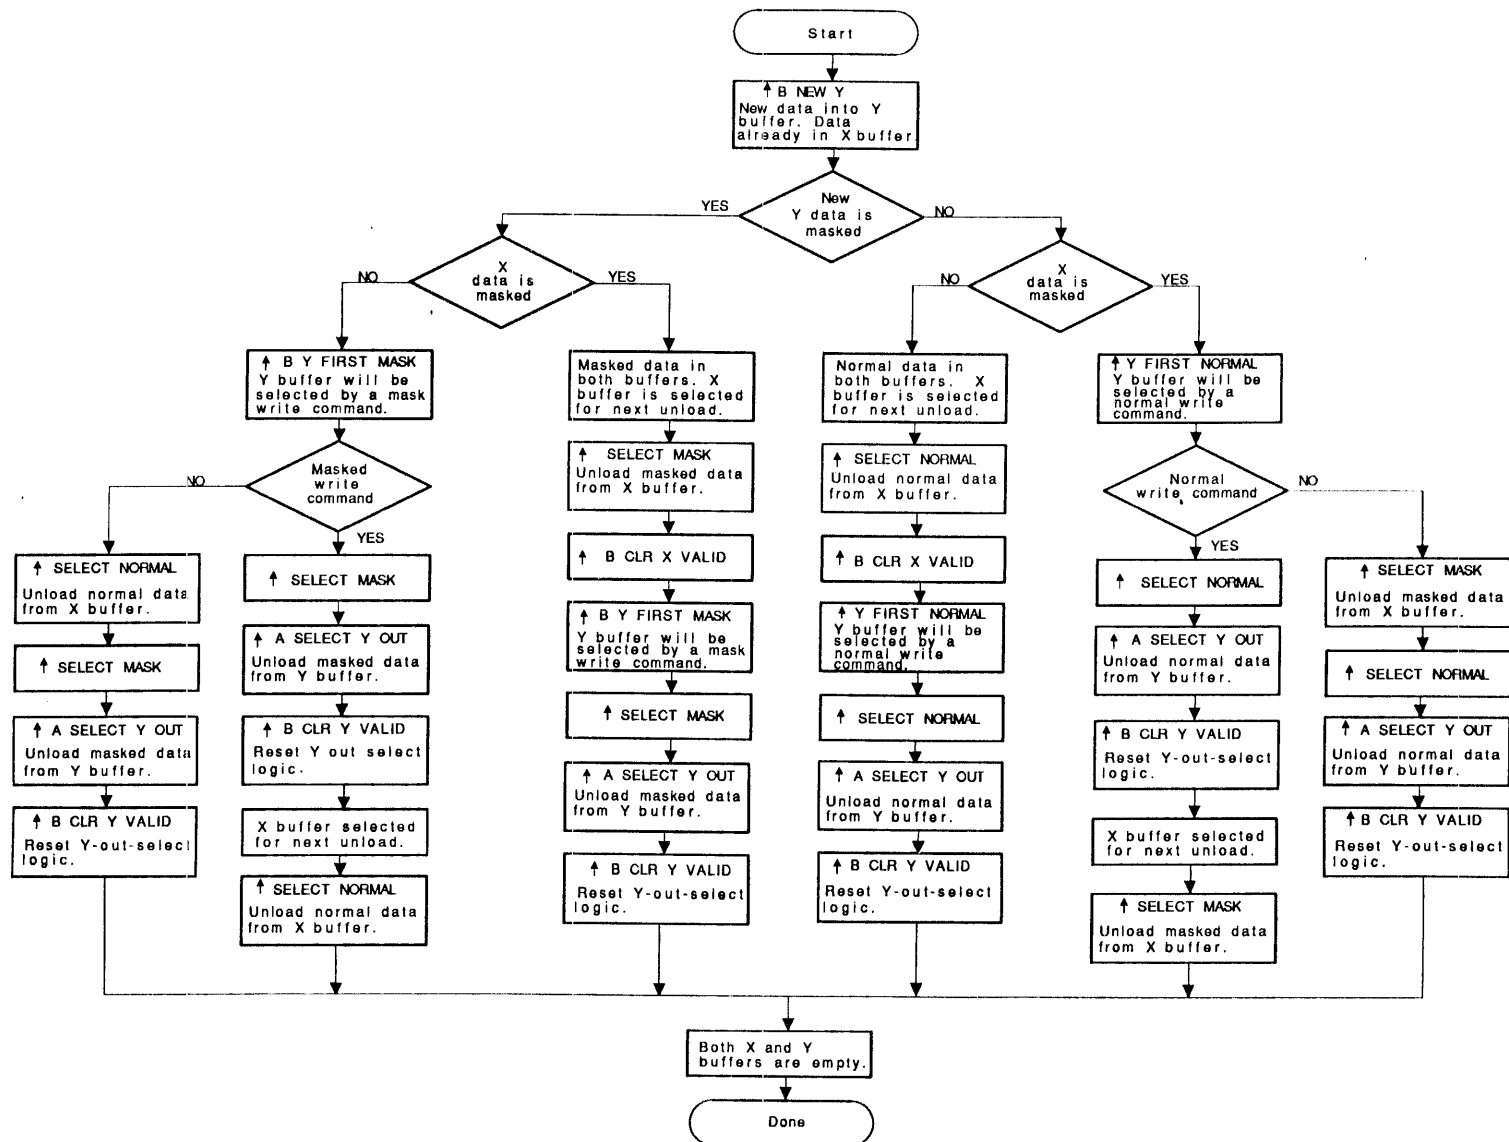 Start
↑ B NEW Y
New data into Y
buffer. Data
already in X buffer
New
Y data is
masked
YES
NO
X
data is
masked
NO
YES
X
data is
masked
NO
YES
↑ B Y FIRST MASK
Y buffer will be
selected by a mask
write command.
Masked data in
both buffers. X
buffer is selected
for next unload.
Normal data in
both buffers. X
buffer is selected
for next unload.
↑ Y FIRST NORMAL
Y buffer will be
selected by a
normal write
command.
Masked
write
command
NO
YES
↑ SELECT MASK
Unload masked data
from X buffer.
↑ SELECT NORMAL
Unload normal data
from X buffer.
Normal
write command
NO
YES
↑ SELECT NORMAL
Unload normal data
from X buffer.
↑ SELECT MASK
↑ B CLR X VALID
↑ B CLR X VALID
↑ SELECT NORMAL
↑ SELECT MASK
Unload masked data
from X buffer.
↑ SELECT MASK
↑ A SELECT Y OUT
Unload masked data
from Y buffer.
↑ B Y FIRST MASK
Y buffer will be
selected by a mask
write command.
↑ Y FIRST NORMAL
Y buffer will be
selected by a
normal write
command.
↑ A SELECT Y OUT
Unload normal data
from Y buffer.
↑ SELECT NORMAL
↑ A SELECT Y OUT
Unload masked data
from Y buffer.
↑ B CLR Y VALID
Reset Y out select
logic.
↑ SELECT MASK
↑ SELECT NORMAL
↑ B CLR Y VALID
Reset Y-out-select
logic.
↑ A SELECT Y OUT
Unload normal data
from Y buffer.
↑ B CLR Y VALID
Reset Y-out-select
logic.
X buffer selected
for next unload.
↑ A SELECT Y OUT
Unload masked data
from Y buffer.
↑ A SELECT Y OUT
Unload normal data
from Y buffer.
X buffer selected
for next unload.
↑ B CLR Y VALID
Reset Y-out-select
logic.
↑ SELECT NORMAL
Unload normal data
from X buffer.
↑ B CLR Y VALID
Reset Y-out-select
logic.
↑ B CLR Y VALID
Reset Y-out-select
logic.
↑ SELECT MASK
Unload masked data
from X buffer.
Both X and Y
buffers are empty.
Done